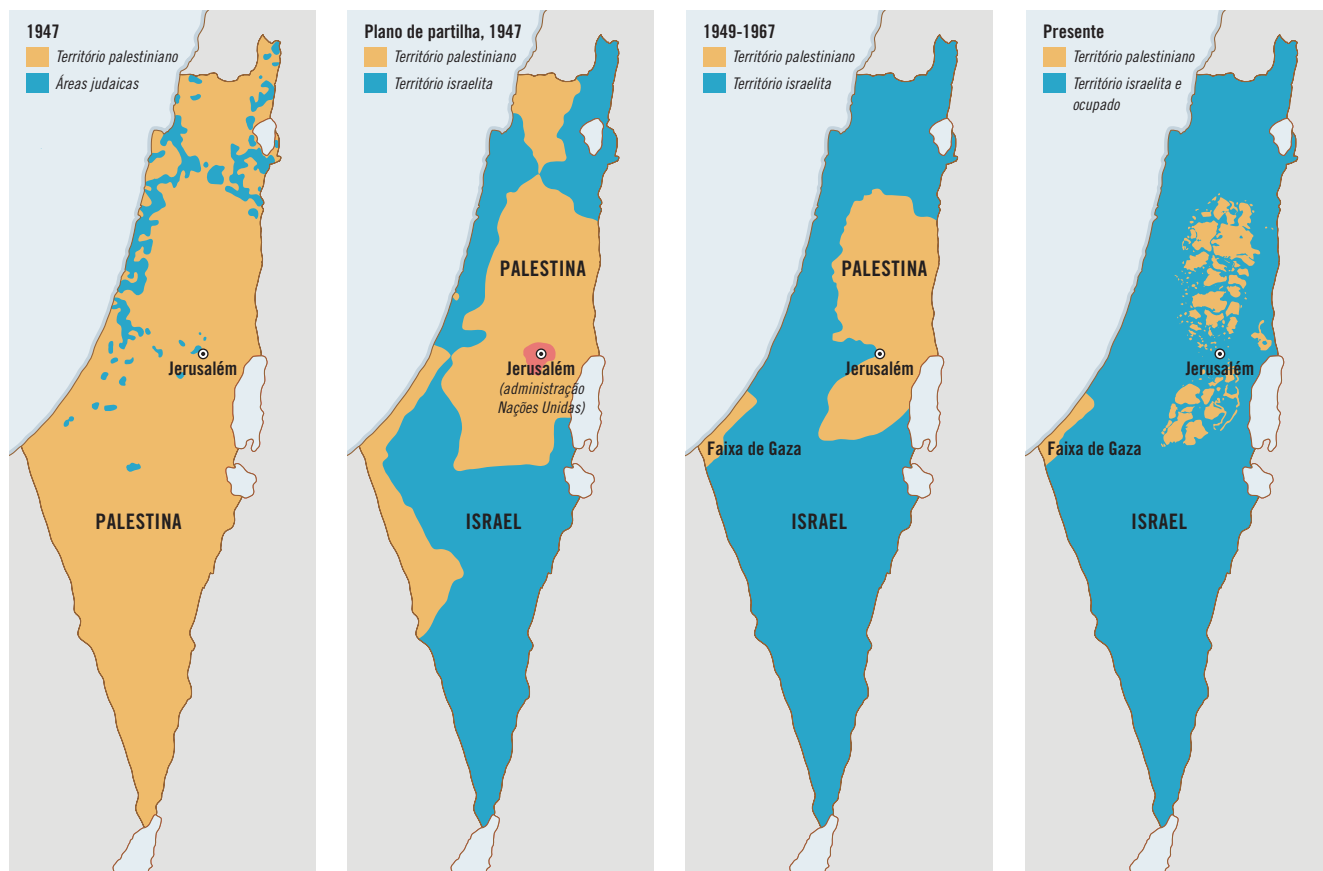 1947
Território palestiniano
Áreas judaicas
Jerusalém
PALESTINA
Plano de partilha, 1947
Território palestiniano
Território israelita
PALESTINA
Jerusalém
(administração
Nações Unidas)
ISRAEL
1949-1967
Território palestiniano
Território israelita
PALESTINA
Jerusalém
Faixa de Gaza
ISRAEL
Presente
Território palestiniano
Território israelita e
ocupado
Jerusalém
Faixa de Gaza
ISRAEL